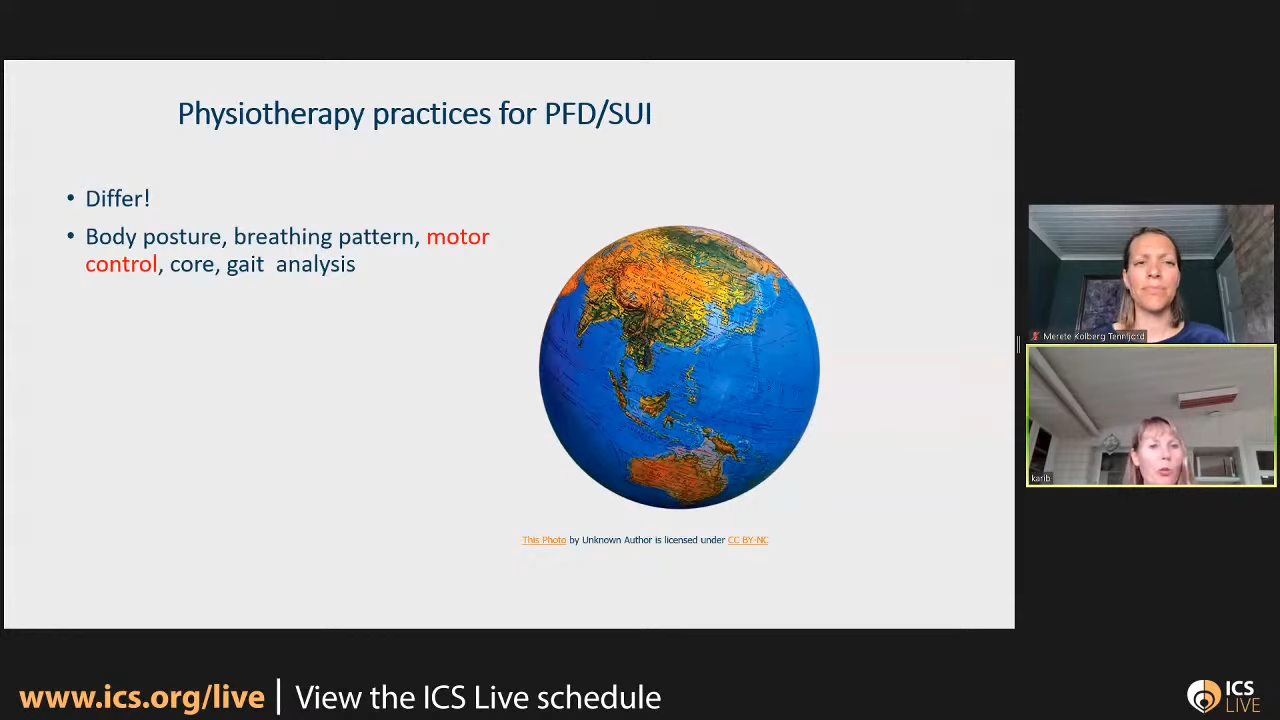 Physiotherapy practices for PFD/SUI
• Differ!
• Body posture, breathing pattern, motor
control, core, gait analysis
This Photo by Unknown Author is licensed under CC BY-NC
Merete Kolberg Tennfjord
karib
www.ics.org/live | View the ICS Live schedule
ICS
LIVE